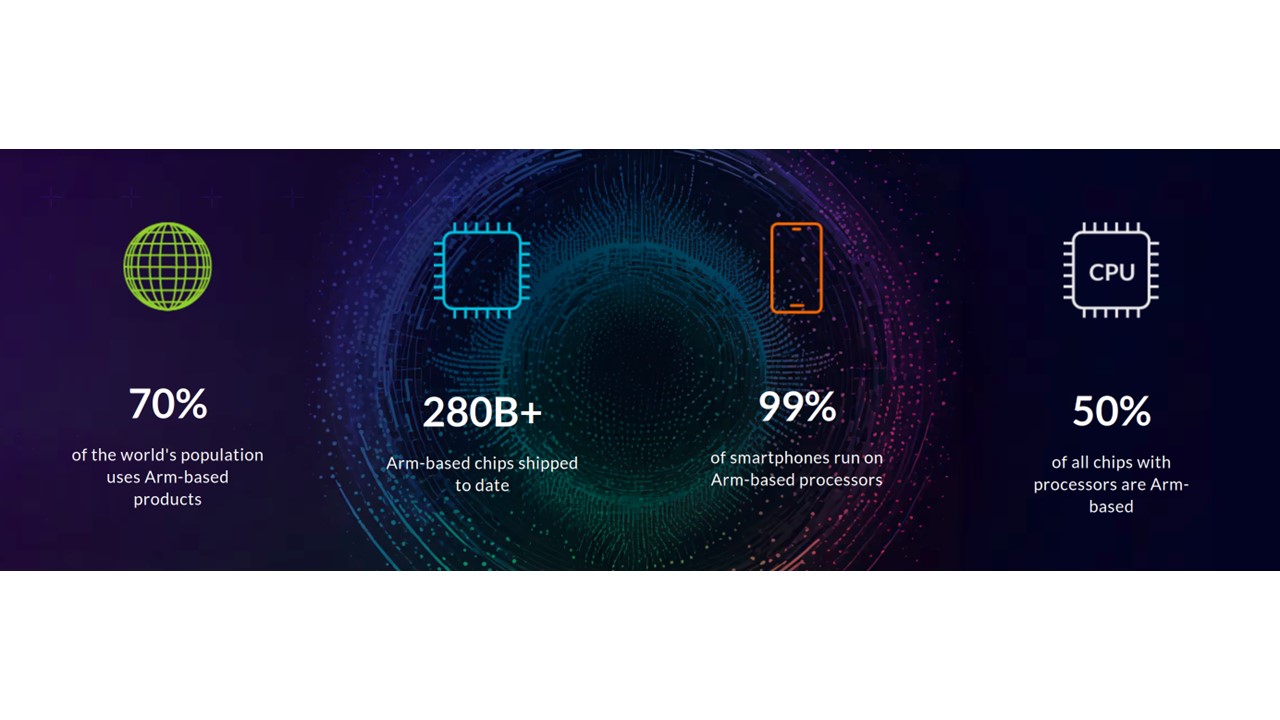 70%
of the world's population
uses Arm-based
products
280B+
Arm-based chips shipped
to date
99%
of smartphones run on
Arm-based processors
CPU
50%
of all chips with
processors are Arm-
based